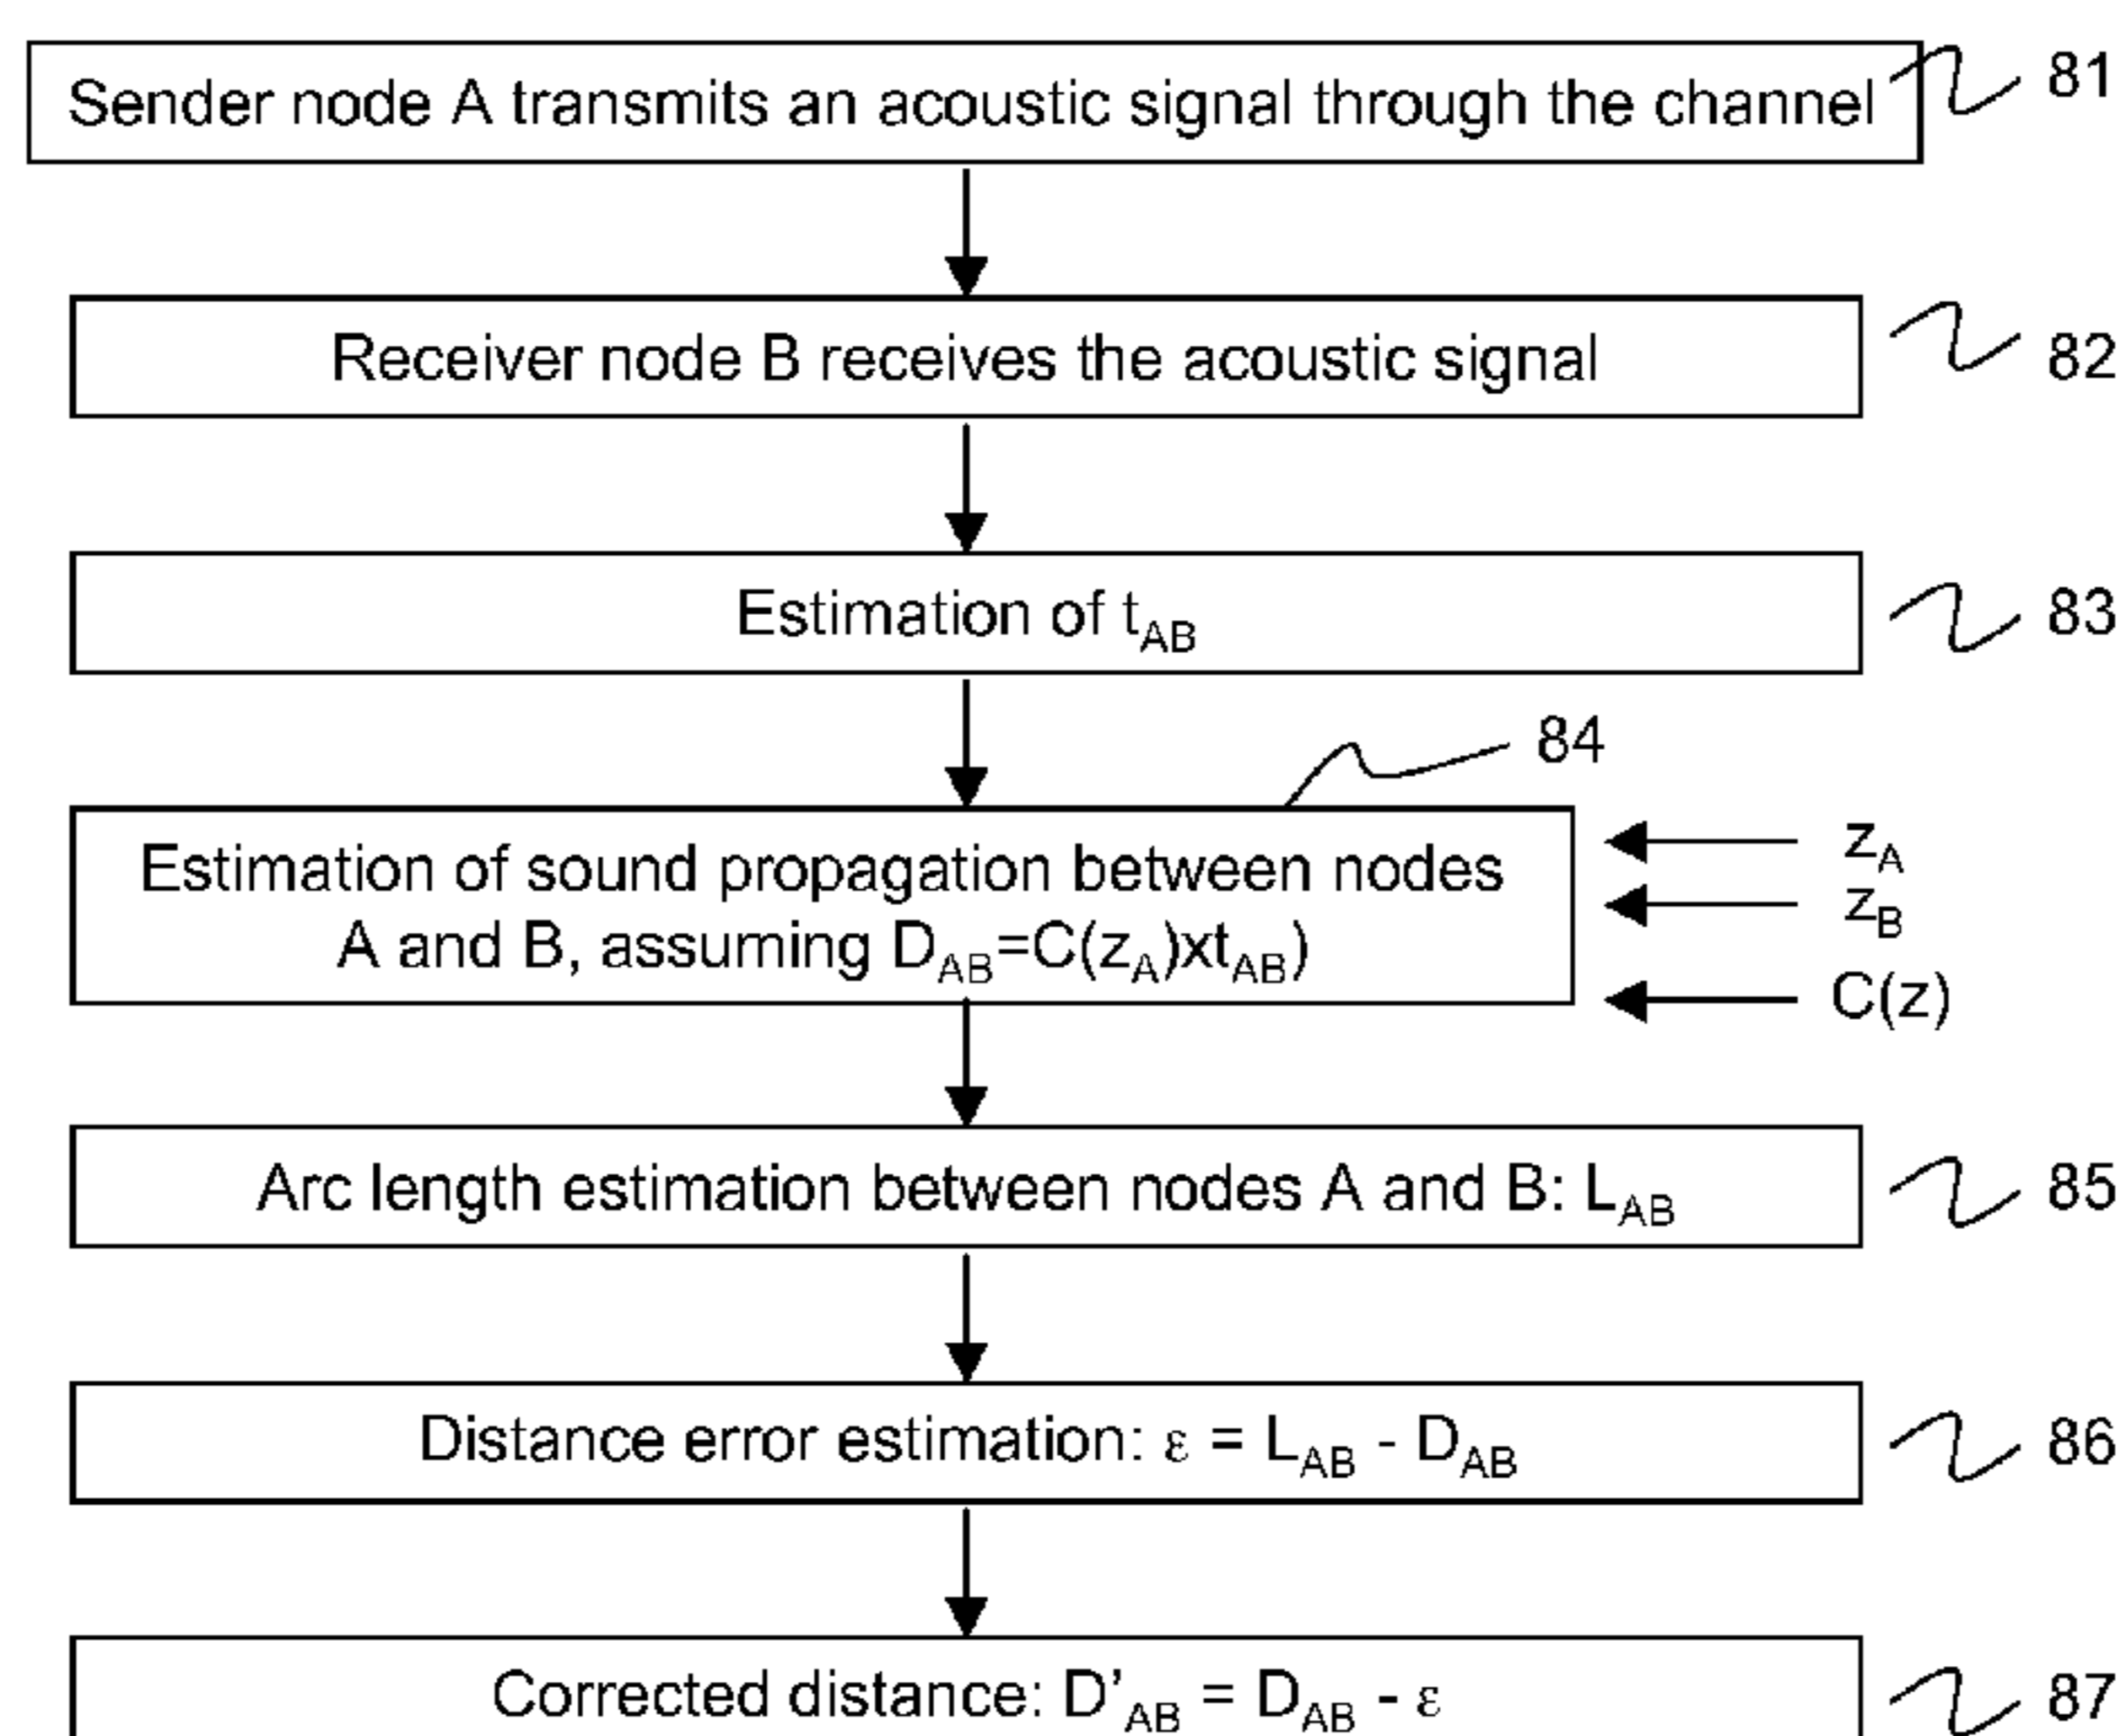 Sender node A transmits an acoustic signal through the channel 81
Receiver node B receives the acoustic signal 82
Estimation of tAB 83
84
Estimation of sound propagation between nodes
A and B, assuming DAB=C(zA)xtAB)
zA
zB
C(z)
Arc length estimation between nodes A and B: LAB 85
Distance error estimation: ε = LAB - DAB 86
Corrected distance: D’AB = DAB - ε 87